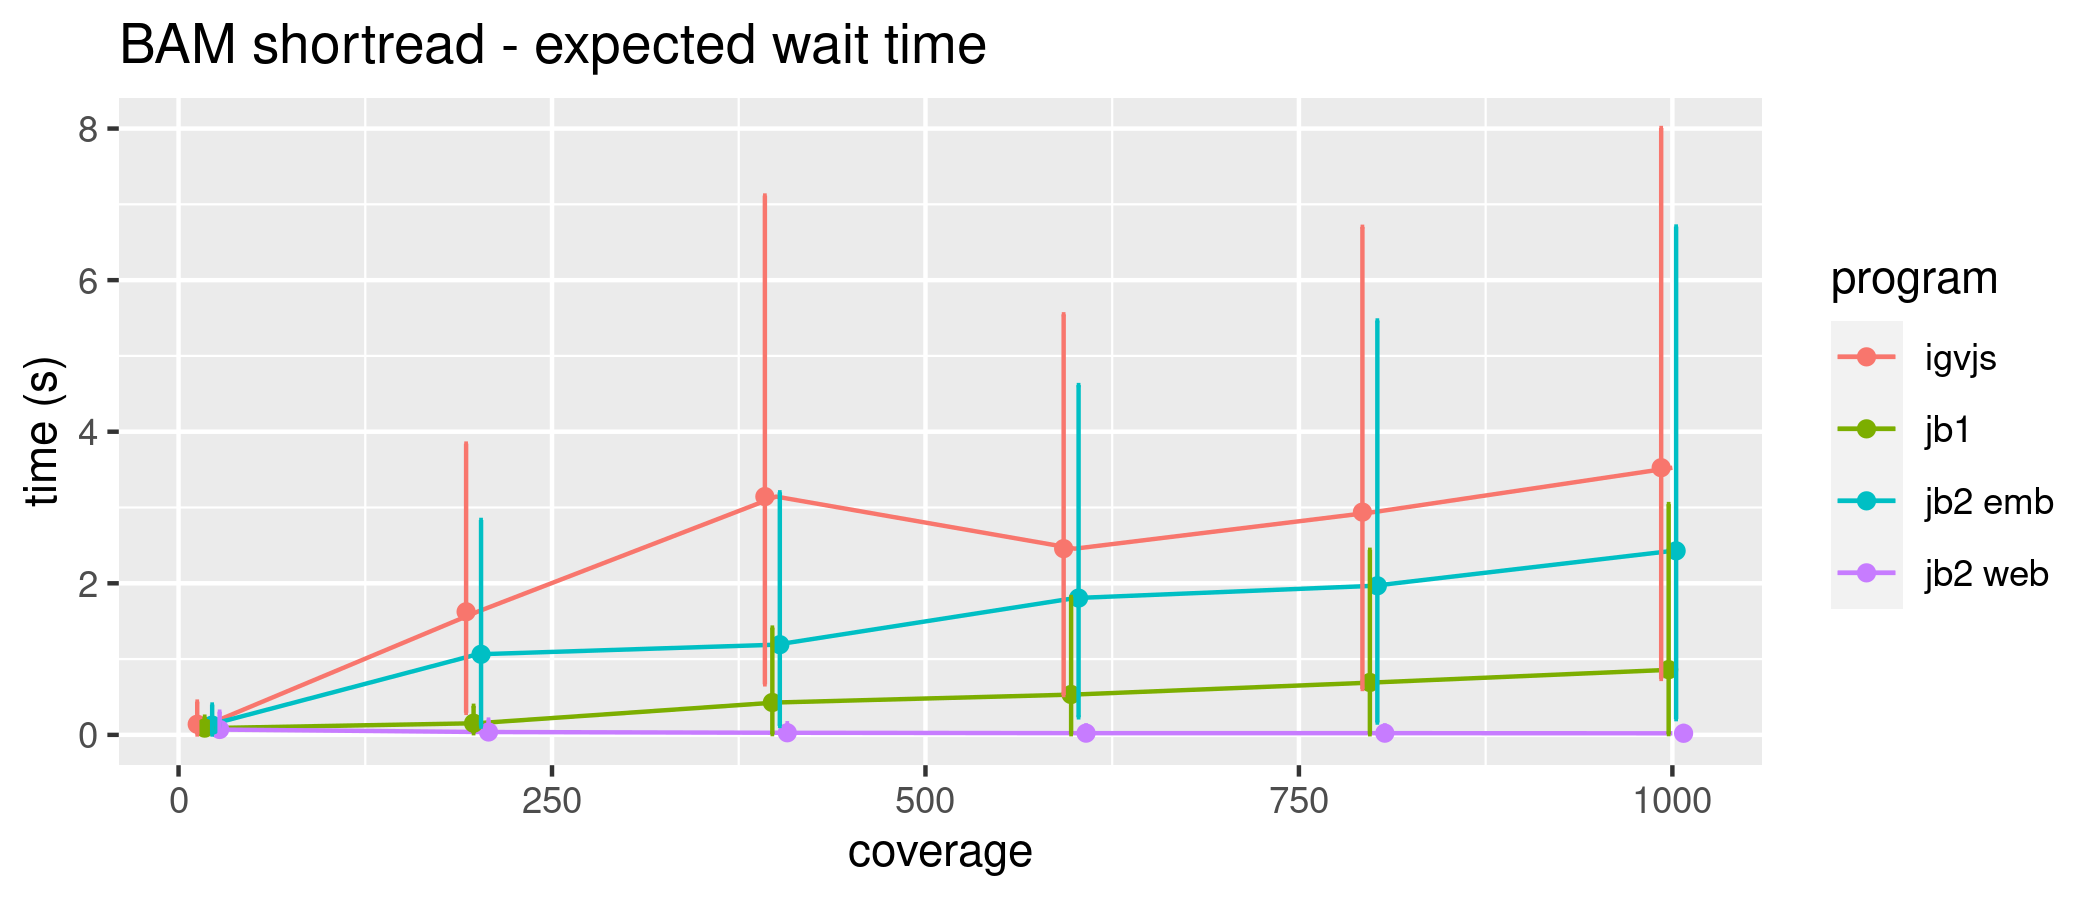 BAM shortread - expected wait time
8
6
4
2
0
time (s)
0 250 500 750 1000
coverage
program
igvjs
jb1
jb2 emb
jb2 web